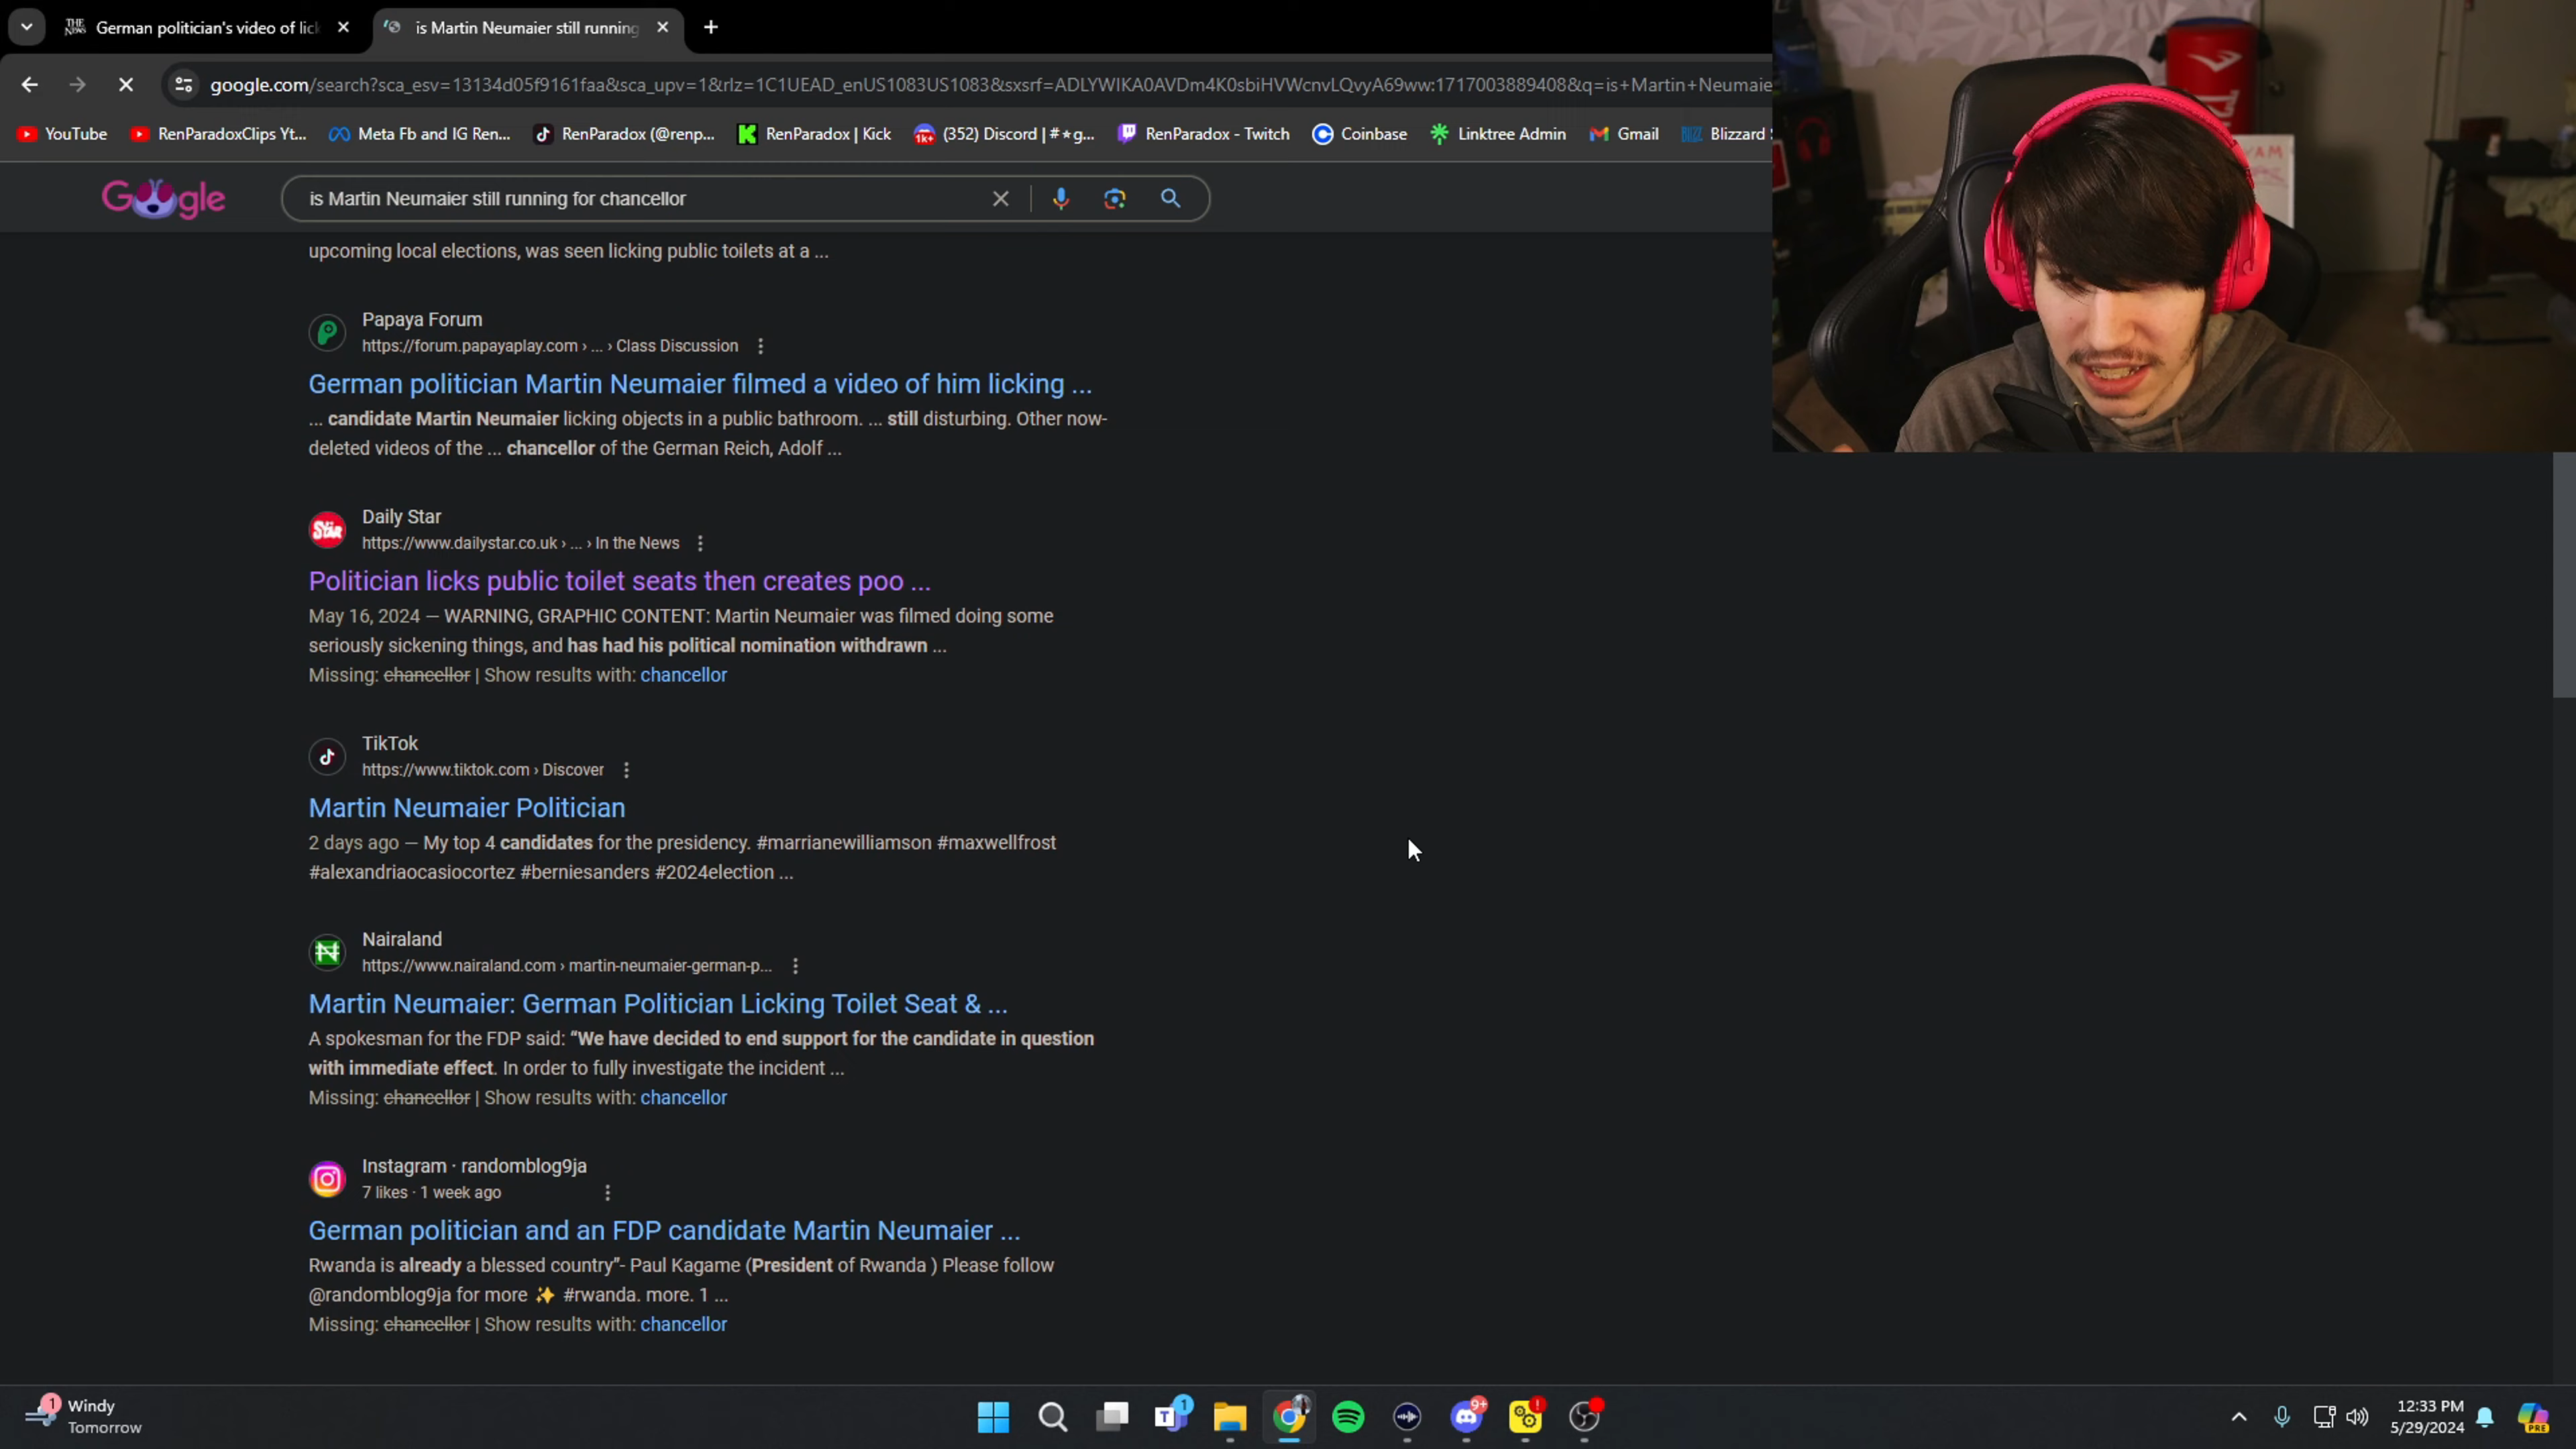 THE NEWS
German politician's video of lic
is Martin Neumaier still running
google.com/search?sca_esv=13134d05f9161faa&sca_upv=1&rlz=1C1UEAD_enUS1083US1083&sxsrf=ADLYWIKA0AVDm4K0sbiHVWcnvLQvyA69ww:1717003889408&q=is+Martin+Neumaie
YouTube
RenParadoxClips Yt...
Meta Fb and IG Ren...
RenParadox (@renp...
RenParadox | Kick
1K+
(352) Discord | #⭑g...
RenParadox - Twitch
Coinbase
Linktree Admin
Gmail
Blizzard S
Google
is Martin Neumaier still running for chancellor
upcoming local elections, was seen licking public toilets at a ...
Papaya Forum
https://forum.papayaplay.com › ... › Class Discussion
German politician Martin Neumaier filmed a video of him licking ...
... candidate Martin Neumaier licking objects in a public bathroom. ... still disturbing. Other now-
deleted videos of the ... chancellor of the German Reich, Adolf ...
Star
Daily Star
https://www.dailystar.co.uk › ... › In the News
Politician licks public toilet seats then creates poo ...
May 16, 2024 — WARNING, GRAPHIC CONTENT: Martin Neumaier was filmed doing some
seriously sickening things, and has had his political nomination withdrawn ...
Missing: chancellor | Show results with: chancellor
TikTok
https://www.tiktok.com › Discover
Martin Neumaier Politician
2 days ago — My top 4 candidates for the presidency. #marrianewilliamson #maxwellfrost
#alexandriaocasiocortez #berniesanders #2024election ...
Nairaland
https://www.nairaland.com › martin-neumaier-german-p...
Martin Neumaier: German Politician Licking Toilet Seat & ...
A spokesman for the FDP said: “We have decided to end support for the candidate in question
with immediate effect. In order to fully investigate the incident ...
Missing: chancellor | Show results with: chancellor
Instagram · randomblog9ja
7 likes · 1 week ago
German politician and an FDP candidate Martin Neumaier ...
Rwanda is already a blessed country”- Paul Kagame (President of Rwanda ) Please follow
@randomblog9ja for more ✨ #rwanda. more. 1 ...
Missing: chancellor | Show results with: chancellor
1
Windy
Tomorrow
1
9+
12:33 PM
5/29/2024
PRE